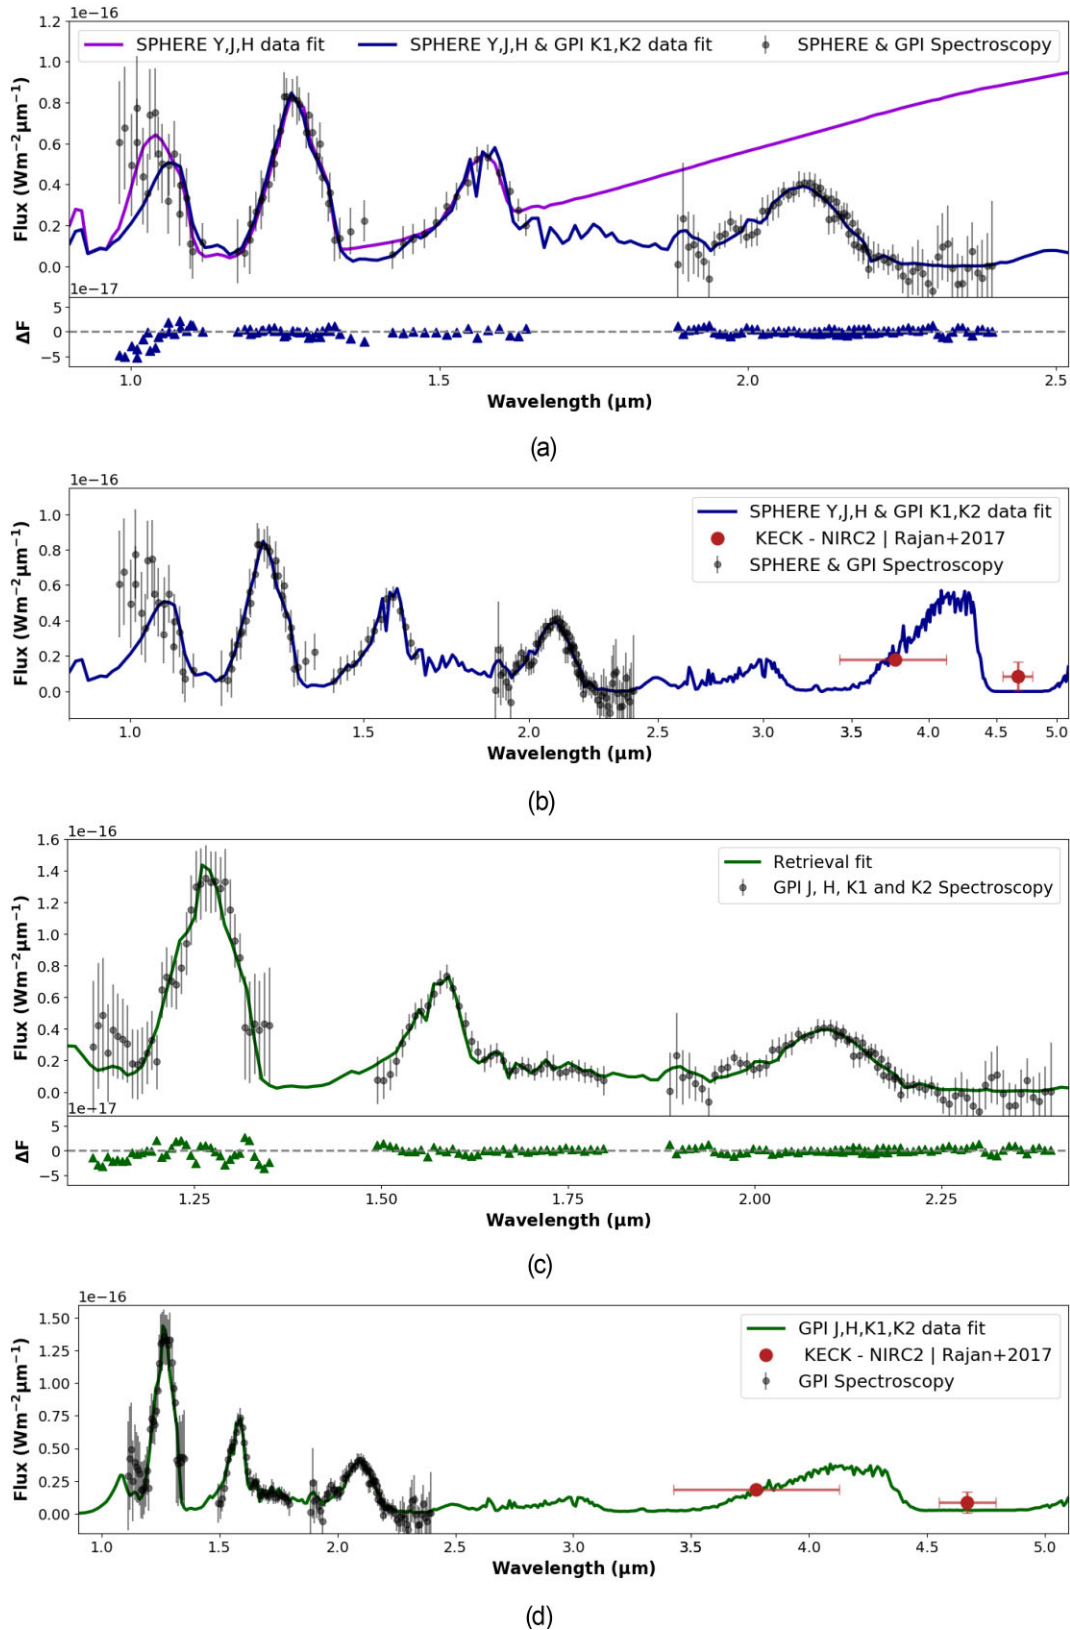 1e−16
SPHERE Y,J,H data fit SPHERE Y,J,H & GPI K1,K2 data fit SPHERE & GPI Spectroscopy
Flux (Wm⁻²μm⁻¹)
1.2
1.0
0.8
0.6
0.4
0.2
0.0
1e−17
ΔF
5
0
−5
1.0 1.5 2.0 2.5
Wavelength (μm)
(a)
1e−16
SPHERE Y,J,H & GPI K1,K2 data fit
KECK - NIRC2 | Rajan+2017
SPHERE & GPI Spectroscopy
Flux (Wm⁻²μm⁻¹)
1.0
0.8
0.6
0.4
0.2
0.0
1.0 1.5 2.0 2.5 3.0 3.5 4.0 4.5 5.0
Wavelength (μm)
(b)
1e−16
Retrieval fit
GPI J, H, K1 and K2 Spectroscopy
Flux (Wm⁻²μm⁻¹)
1.6
1.4
1.2
1.0
0.8
0.6
0.4
0.2
0.0
1e−17
ΔF
5
0
−5
1.25 1.50 1.75 2.00 2.25
Wavelength (μm)
(c)
1e−16
GPI J,H,K1,K2 data fit
KECK - NIRC2 | Rajan+2017
GPI Spectroscopy
Flux (Wm⁻²μm⁻¹)
1.50
1.25
1.00
0.75
0.50
0.25
0.00
1.0 1.5 2.0 2.5 3.0 3.5 4.0 4.5 5.0
Wavelength (μm)
(d)